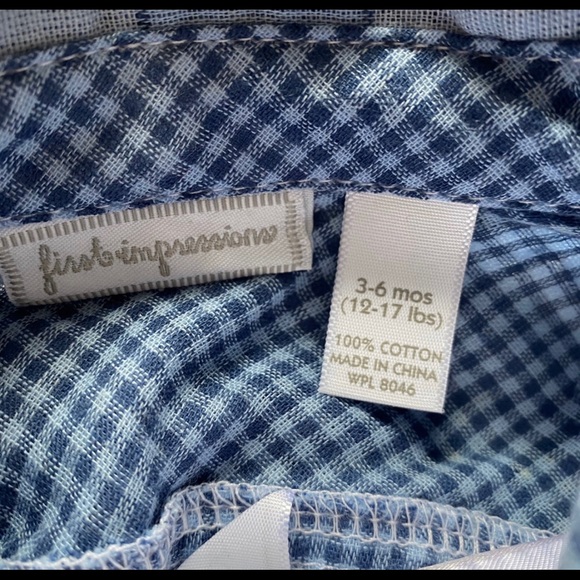 first impressions
3-6 mos
(12-17 lbs)
100% COTTON
MADE IN CHINA
WPL 8046